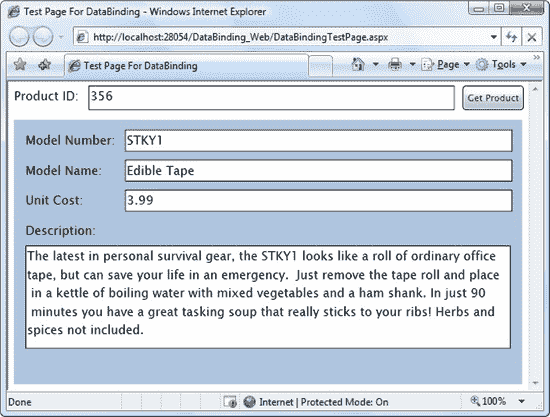 Test Page For DataBinding - Windows Internet Explorer
http://localhost:28054/DataBinding_Web/DataBindingTestPage.aspx
Test Page For DataBinding
Page
Tools
Product ID: 356 Get Product
Model Number: STKY1
Model Name: Edible Tape
Unit Cost: 3.99
Description:
The latest in personal survival gear, the STKY1 looks like a roll of ordinary office
tape, but can save your life in an emergency.  Just remove the tape roll and place
in a kettle of boiling water with mixed vegetables and a ham shank. In just 90
minutes you have a great tasking soup that really sticks to your ribs! Herbs and
spices not included.
Done Internet | Protected Mode: On 100%